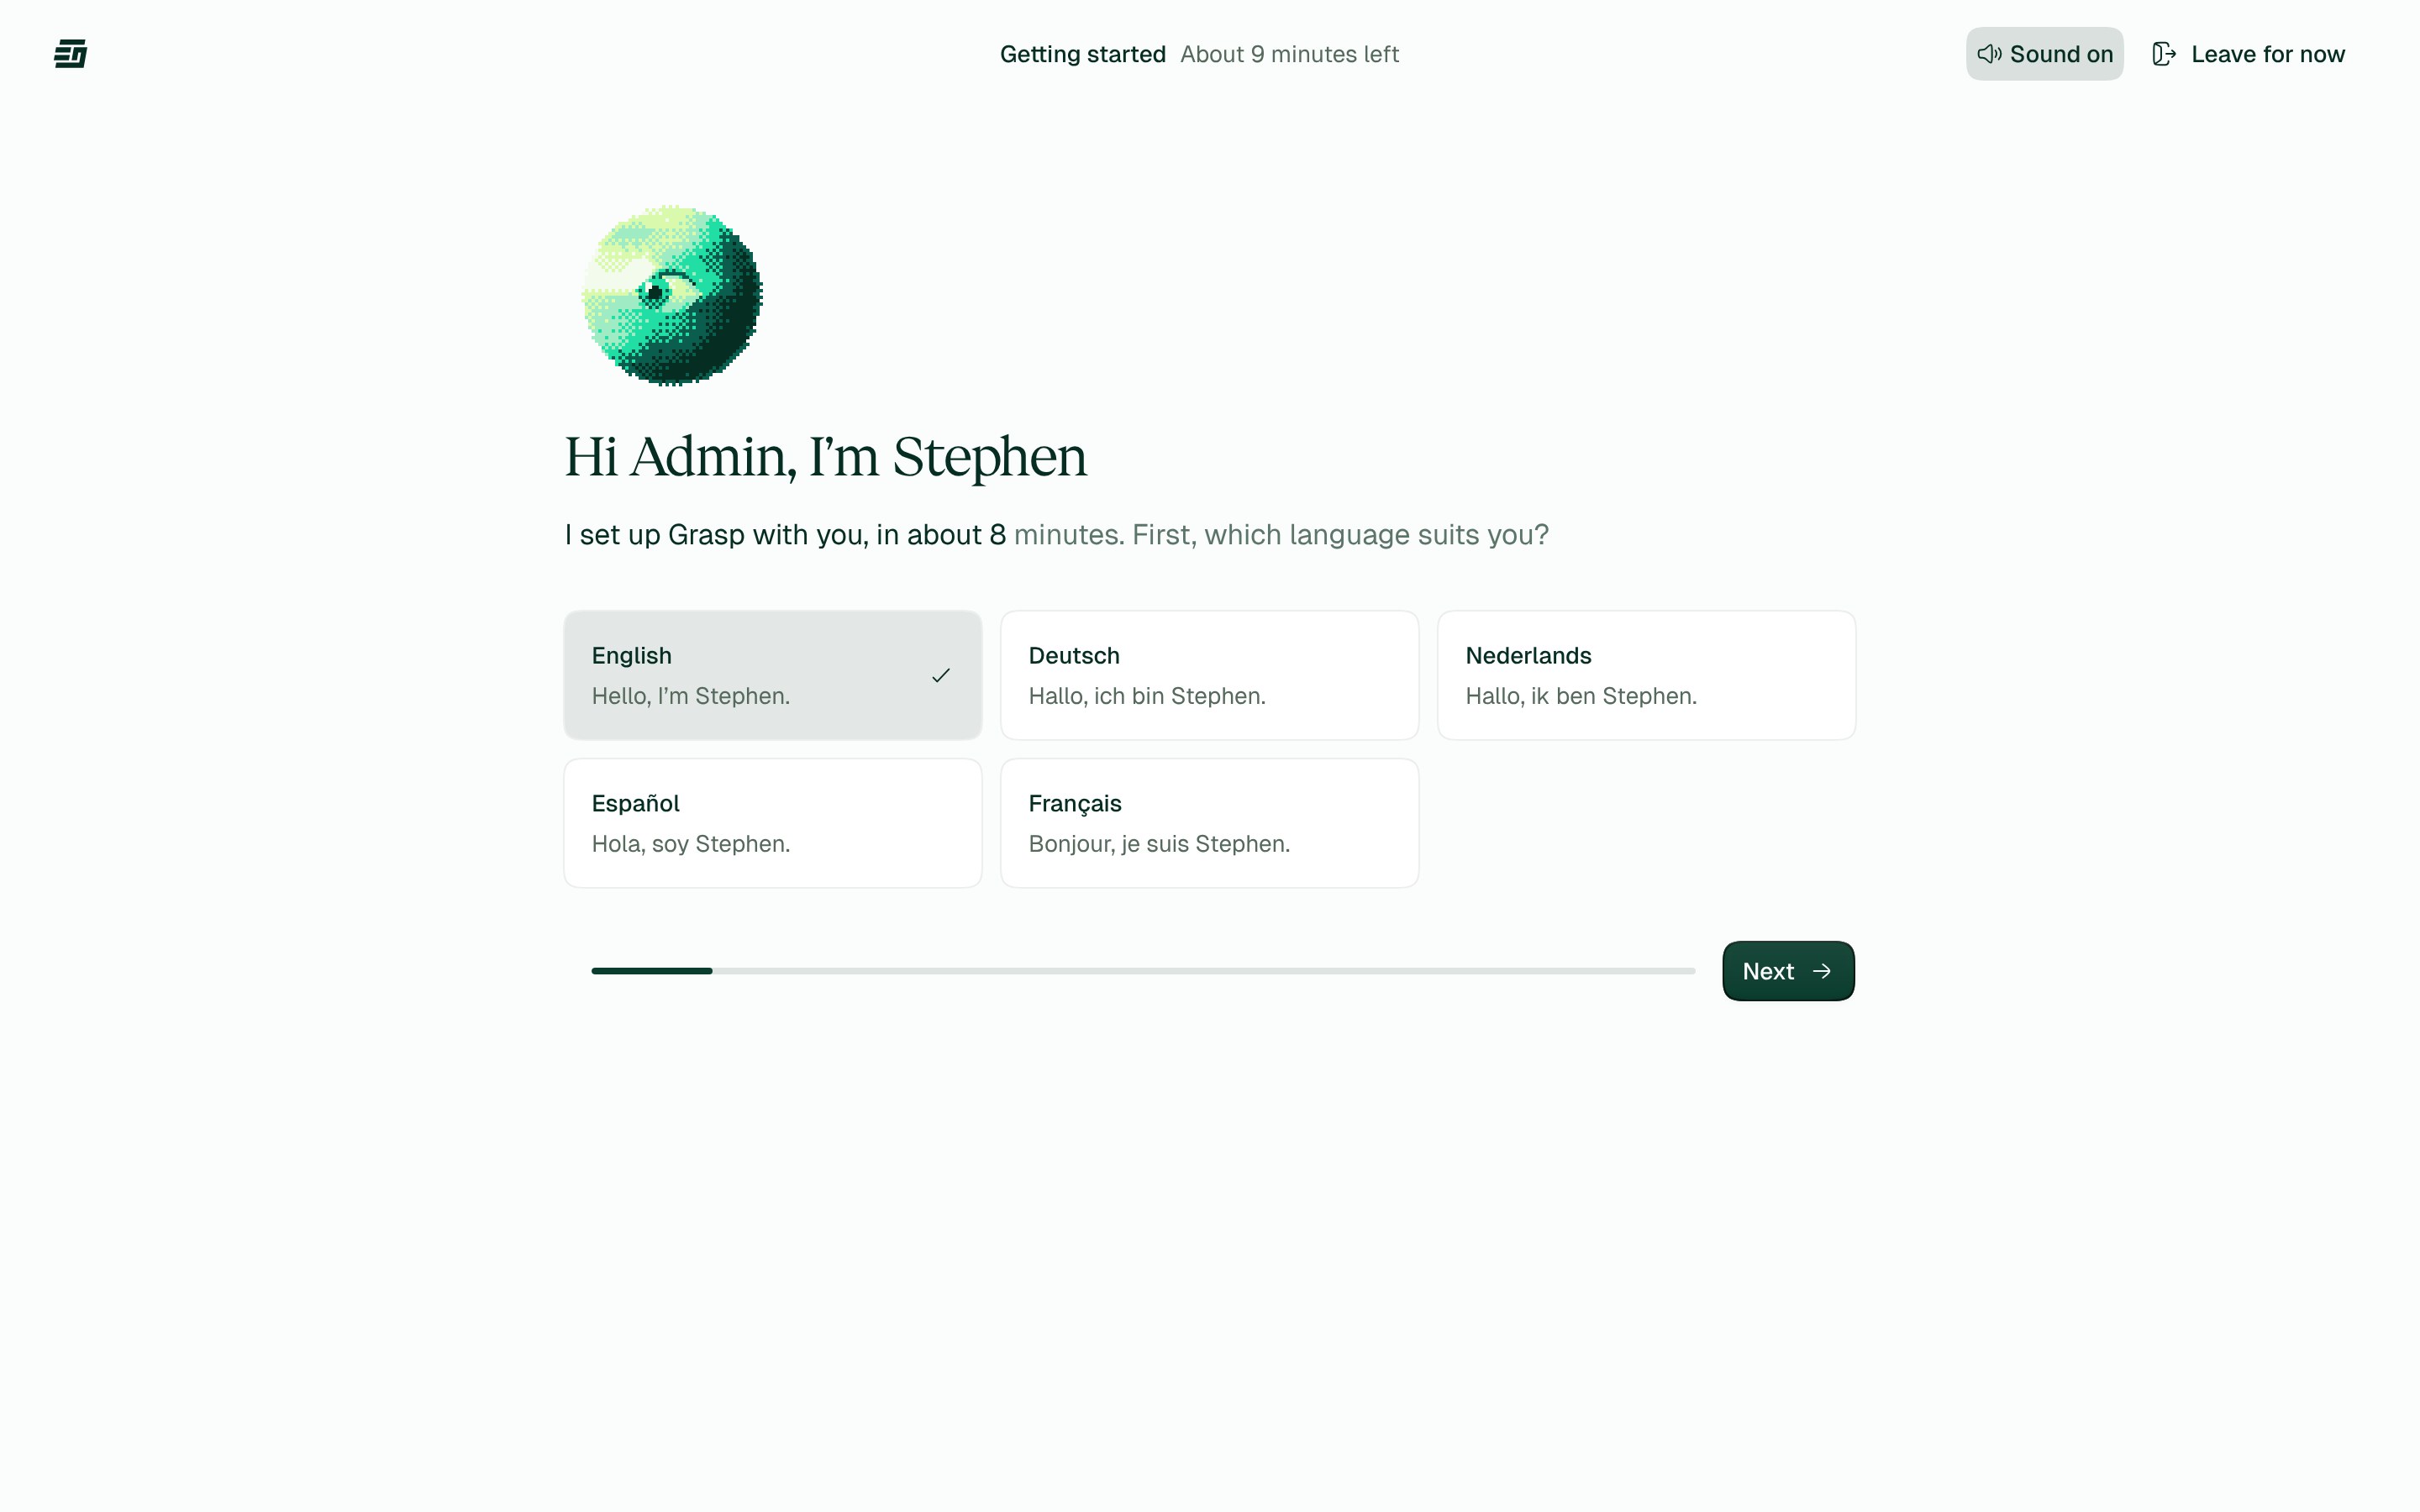 Getting started About 9 minutes left
Sound on
Leave for now
Hi Admin, I’m Stephen
I set up Grasp with you, in about 8 minutes. First, which language suits you?
English
Hello, I’m Stephen.
Deutsch
Hallo, ich bin Stephen.
Nederlands
Hallo, ik ben Stephen.
Español
Hola, soy Stephen.
Français
Bonjour, je suis Stephen.
Next